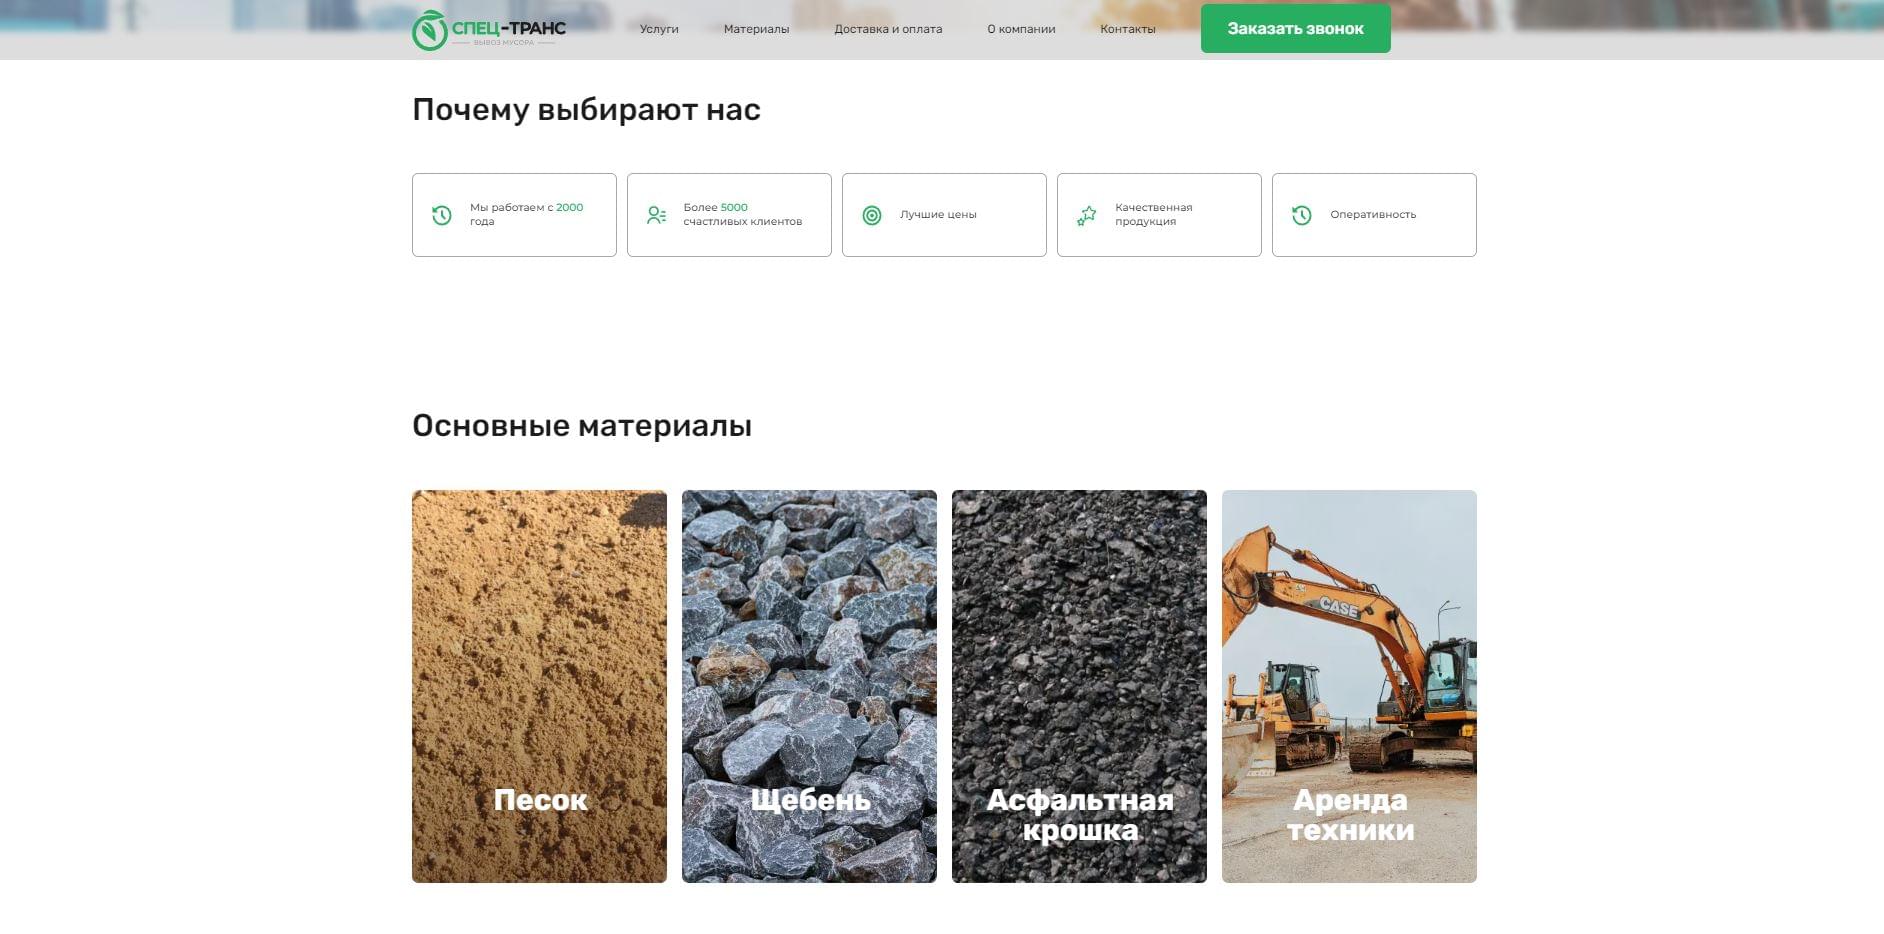 СПЕЦ-ТРАНС
ВЫВОЗ МУСОРА
Услуги
Материалы
Доставка и оплата
О компании
Контакты
Заказать звонок
Почему выбирают нас
Мы работаем с 2000
года
Более 5000
счастливых клиентов
Лучшие цены
Качественная
продукция
Оперативность
Основные материалы
CASE
Песок
Щебень
Асфальтная
крошка
Аренда
техники